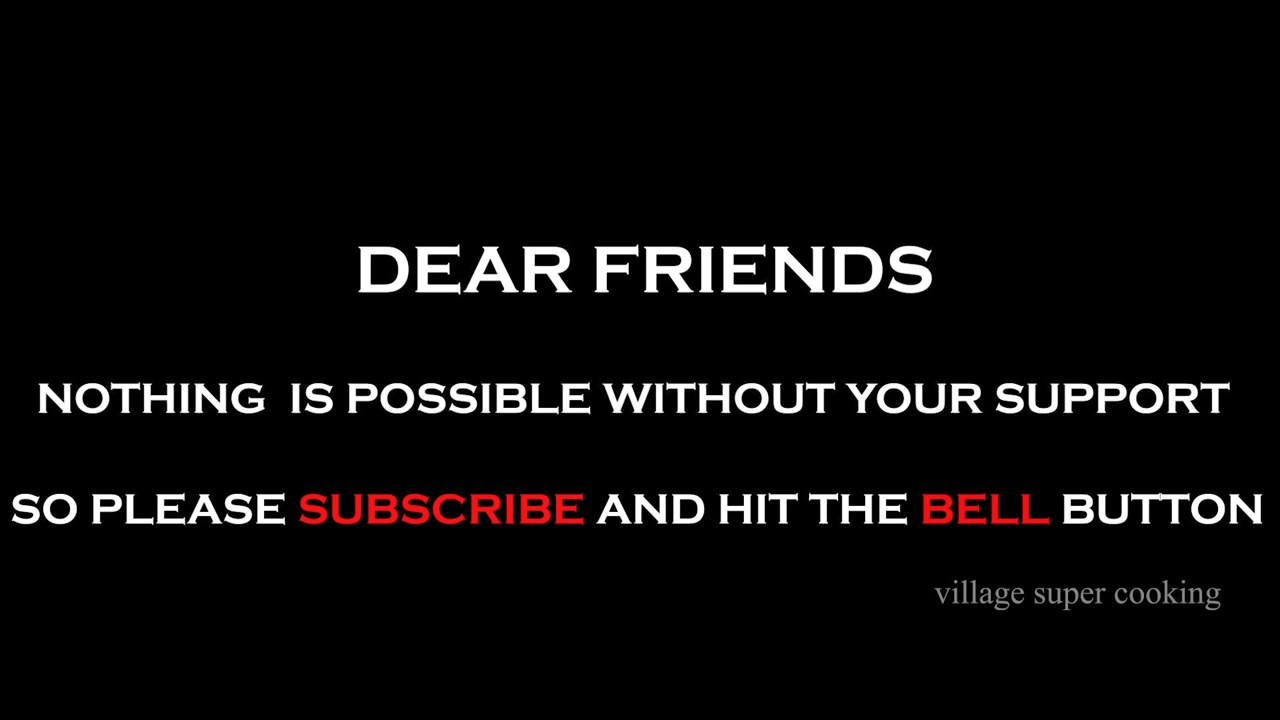 DEAR FRIENDS
NOTHING IS POSSIBLE WITHOUT YOUR SUPPORT
SO PLEASE SUBSCRIBE AND HIT THE BELL BUTTON
village super cooking